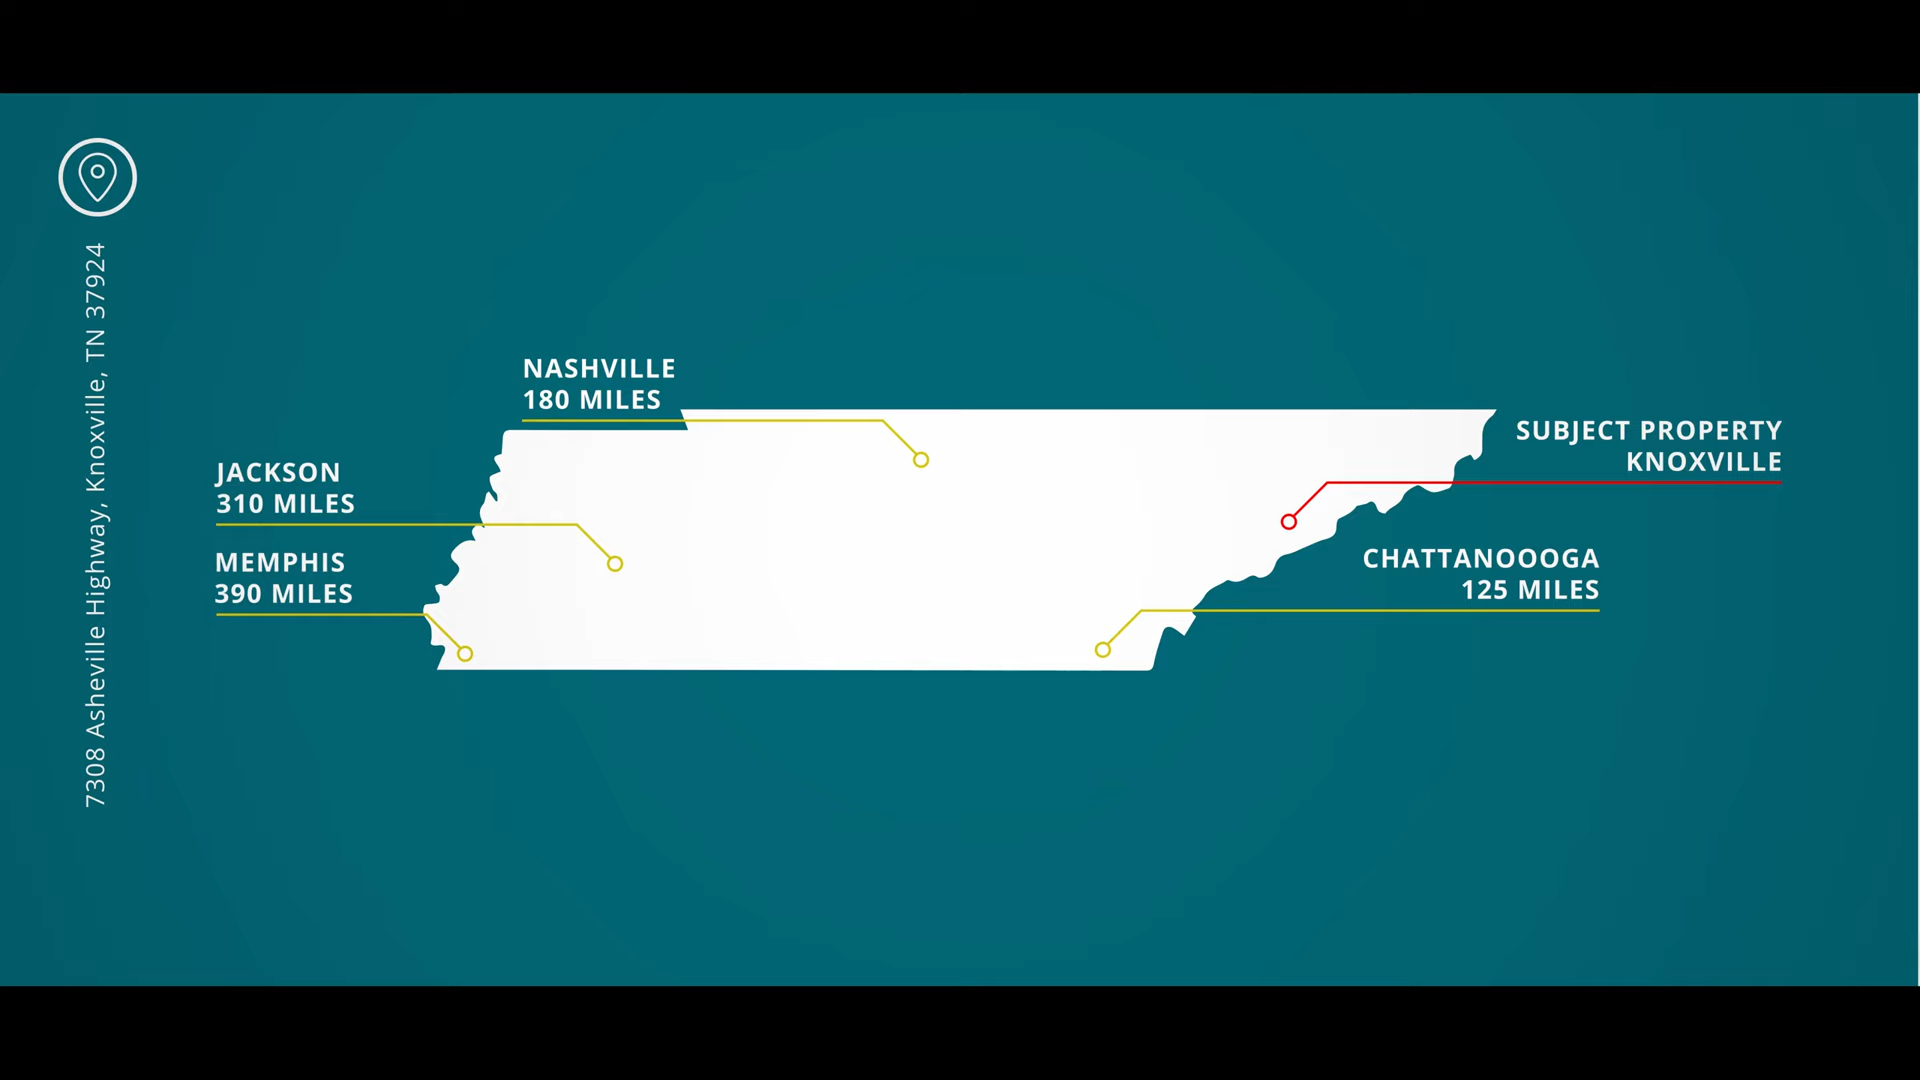 7308 Asheville Highway, Knoxville, TN 37924
NASHVILLE
180 MILES
JACKSON
310 MILES
MEMPHIS
390 MILES
SUBJECT PROPERTY
KNOXVILLE
CHATTANOOOGA
125 MILES